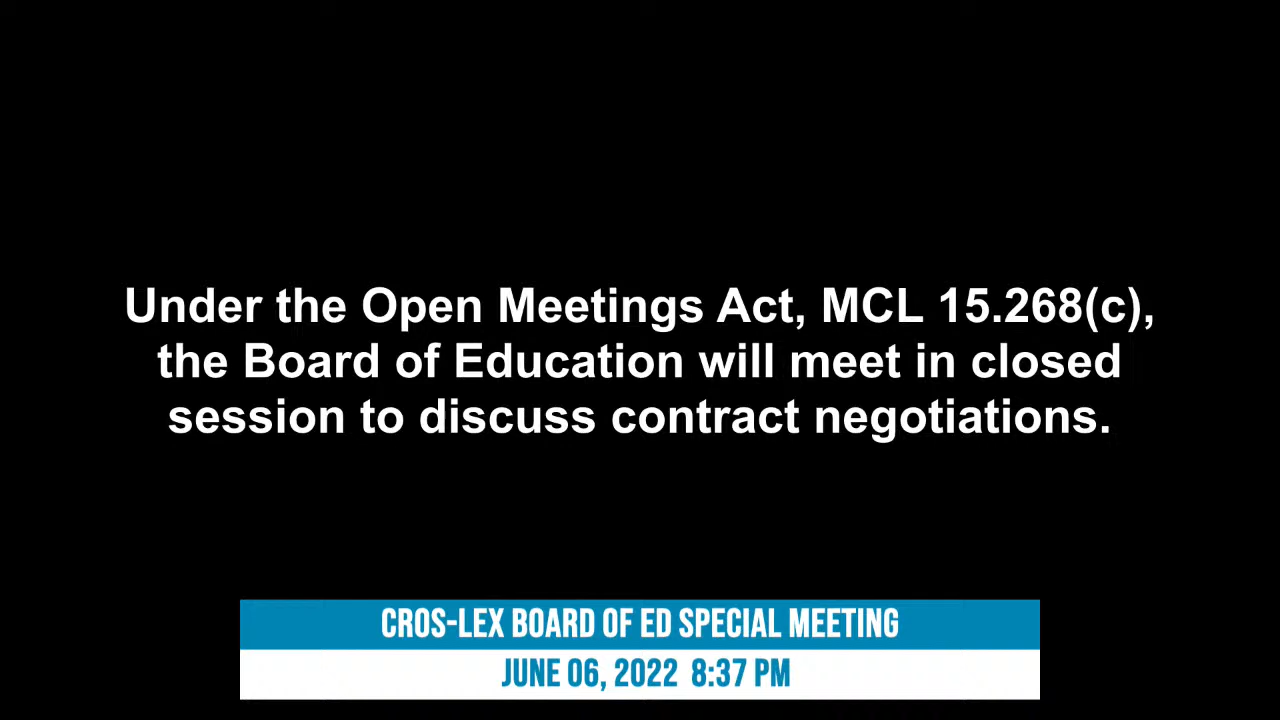 Under the Open Meetings Act, MCL 15.268(c),
the Board of Education will meet in closed
session to discuss contract negotiations.
CROS-LEX BOARD OF ED SPECIAL MEETING
JUNE 06, 2022 8:37 PM